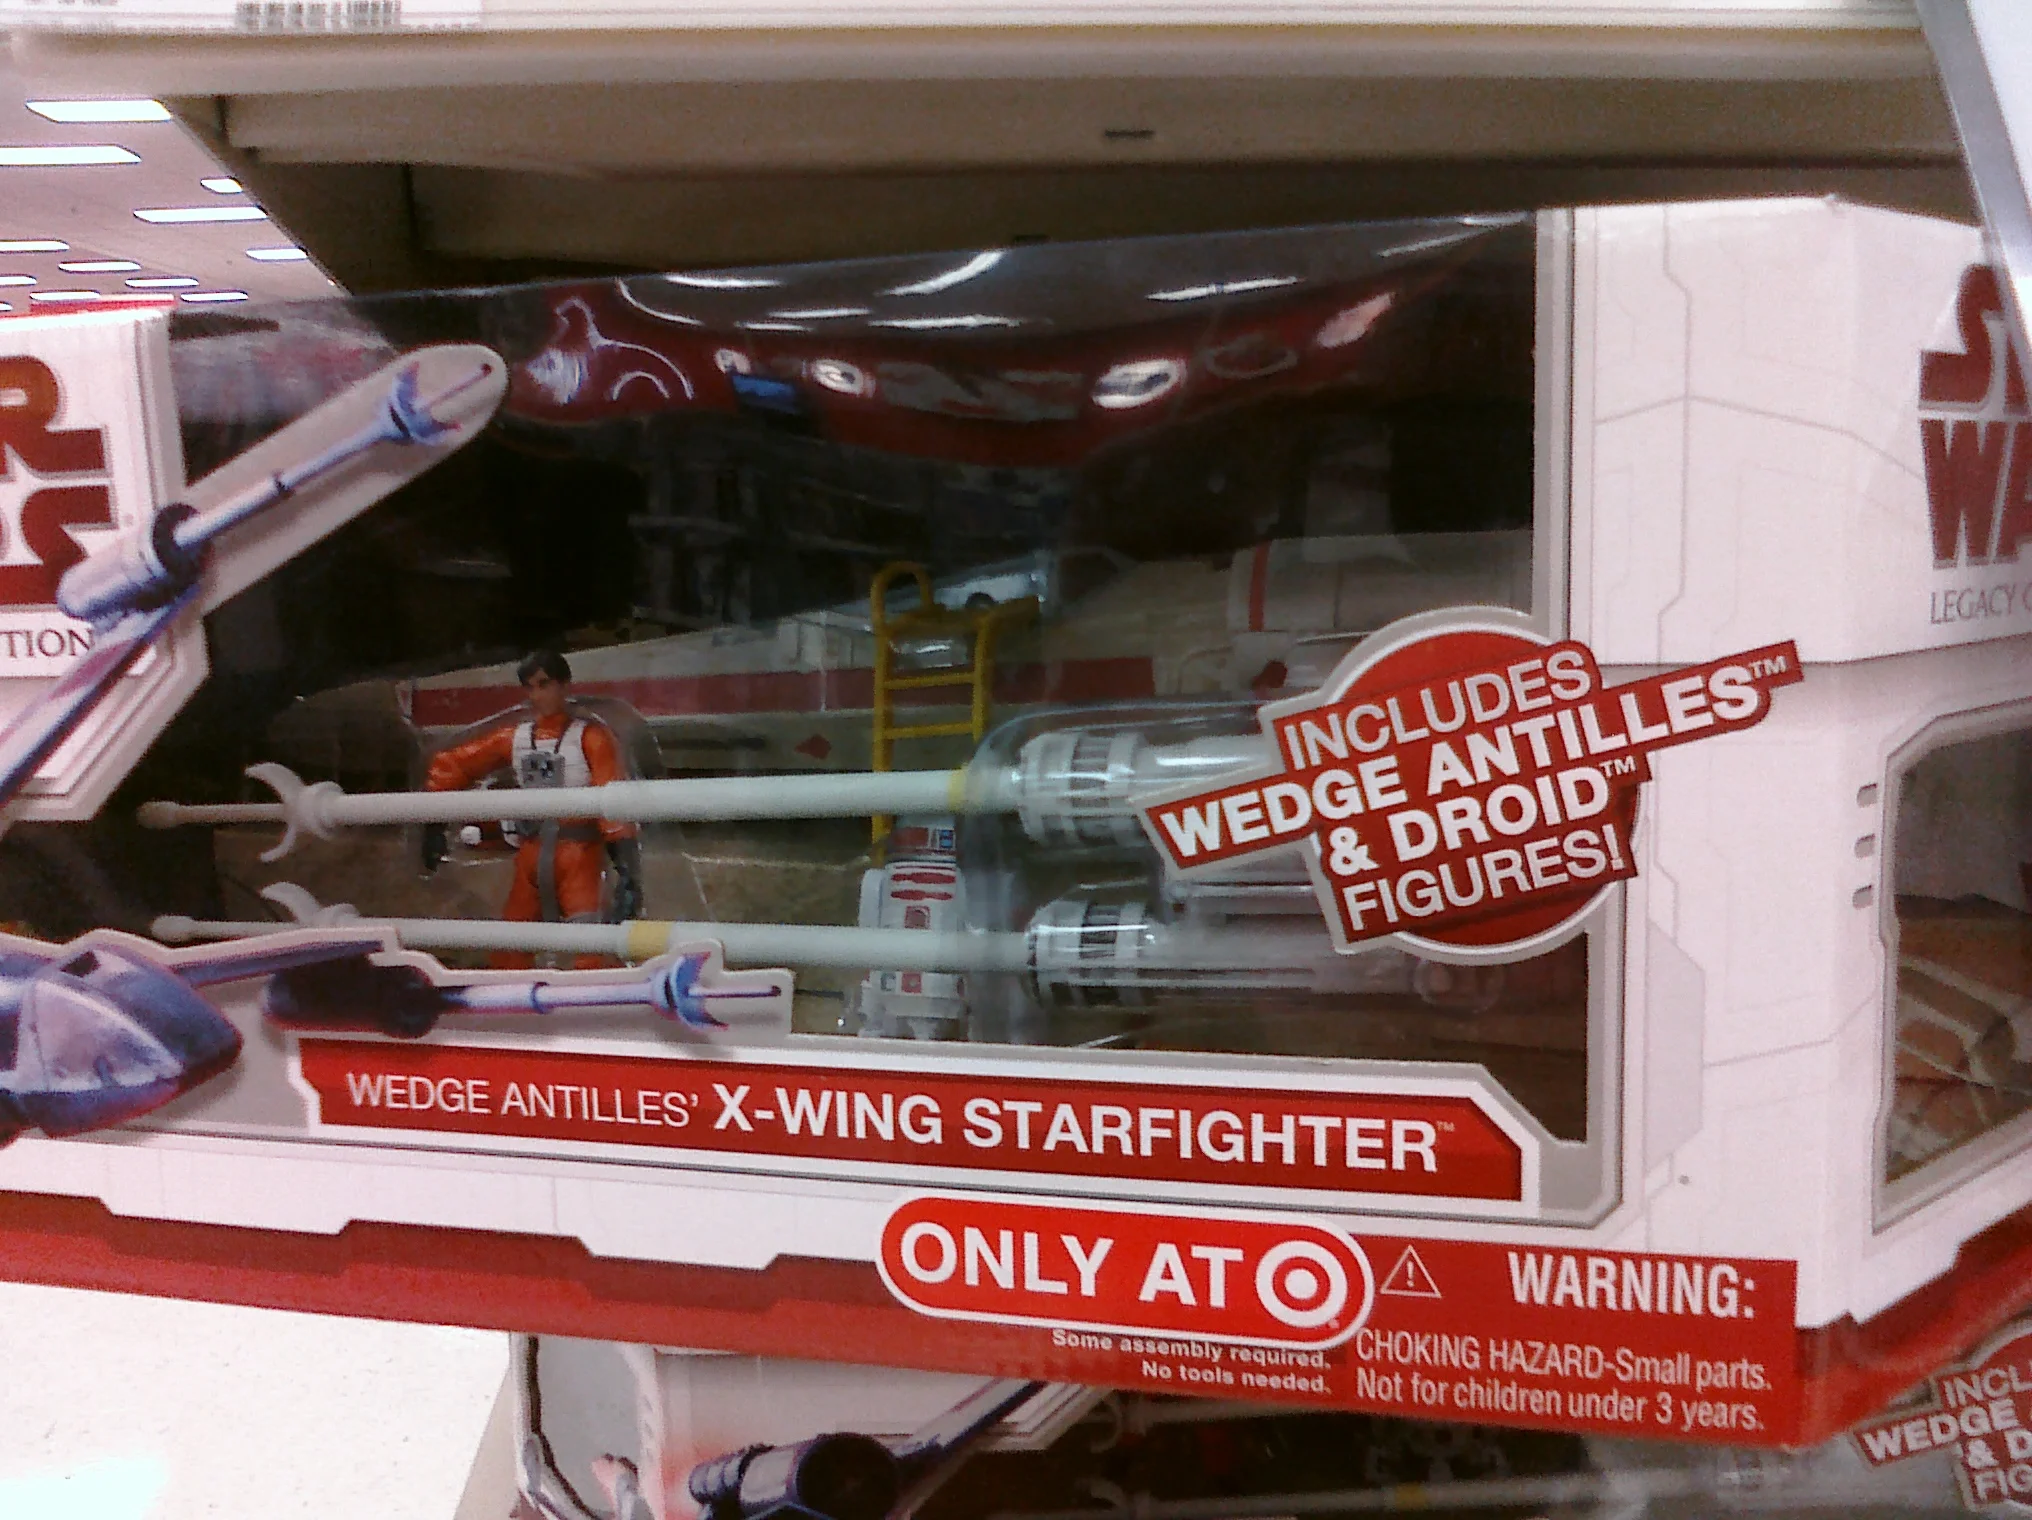 INCLUDES
WEDGE ANTILLES™
& DROID™
FIGURES!
WEDGE ANTILLES' X-WING STARFIGHTER™
ONLY AT
WARNING:
CHOKING HAZARD-Small parts.
Not for children under 3 years.
Some assembly required.
No tools needed.
LEGACY
WEDGE